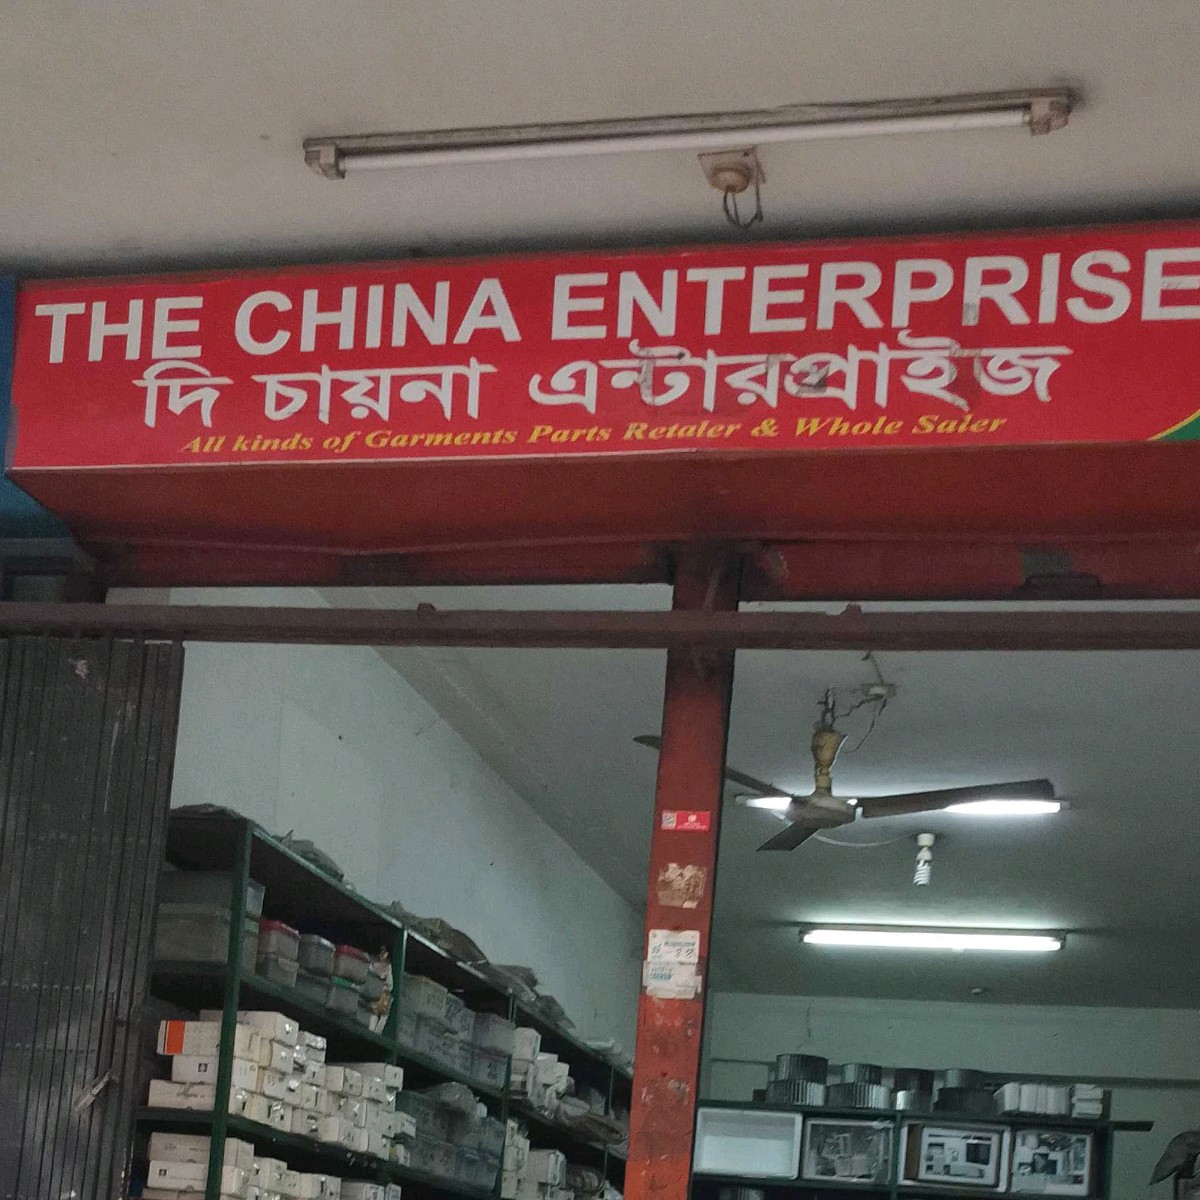 THE CHINA ENTERPRISE
দি চায়না এন্টারপ্রাইজ
All kinds of Garments Parts Retaler & Whole Saler